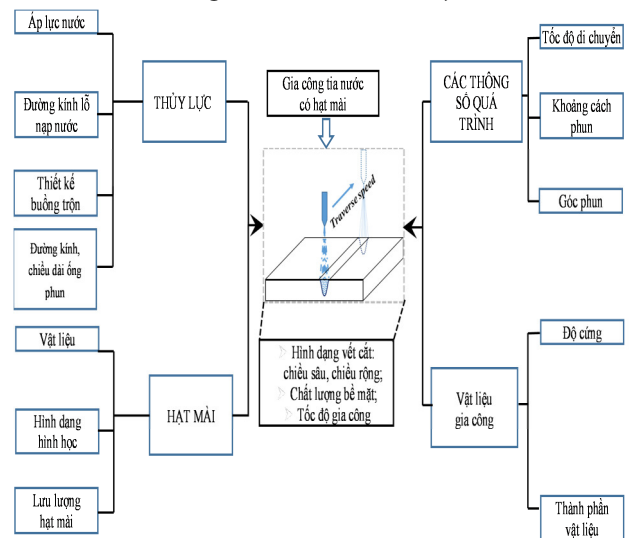 Áp lực nước
Đường kính lỗ
nạp nước
Thiết kế
buồng trộn
Đường kính,
chiều dài ống
phun
THỦY LỰC
Vật liệu
Hình dạng
hình học
Lưu lượng
hạt mài
HẠT MÀI
Gia công tia nước
có hạt mài
Traverse speed
Hình dạng vết cắt:
chiều sâu, chiều rộng;
Chất lượng bề mặt;
Tốc độ gia công
CÁC THÔNG
SỐ QUÁ
TRÌNH
Tốc độ di chuyển
Khoảng cách
phun
Góc phun
Vật liệu
gia công
Độ cứng
Thành phần
vật liệu